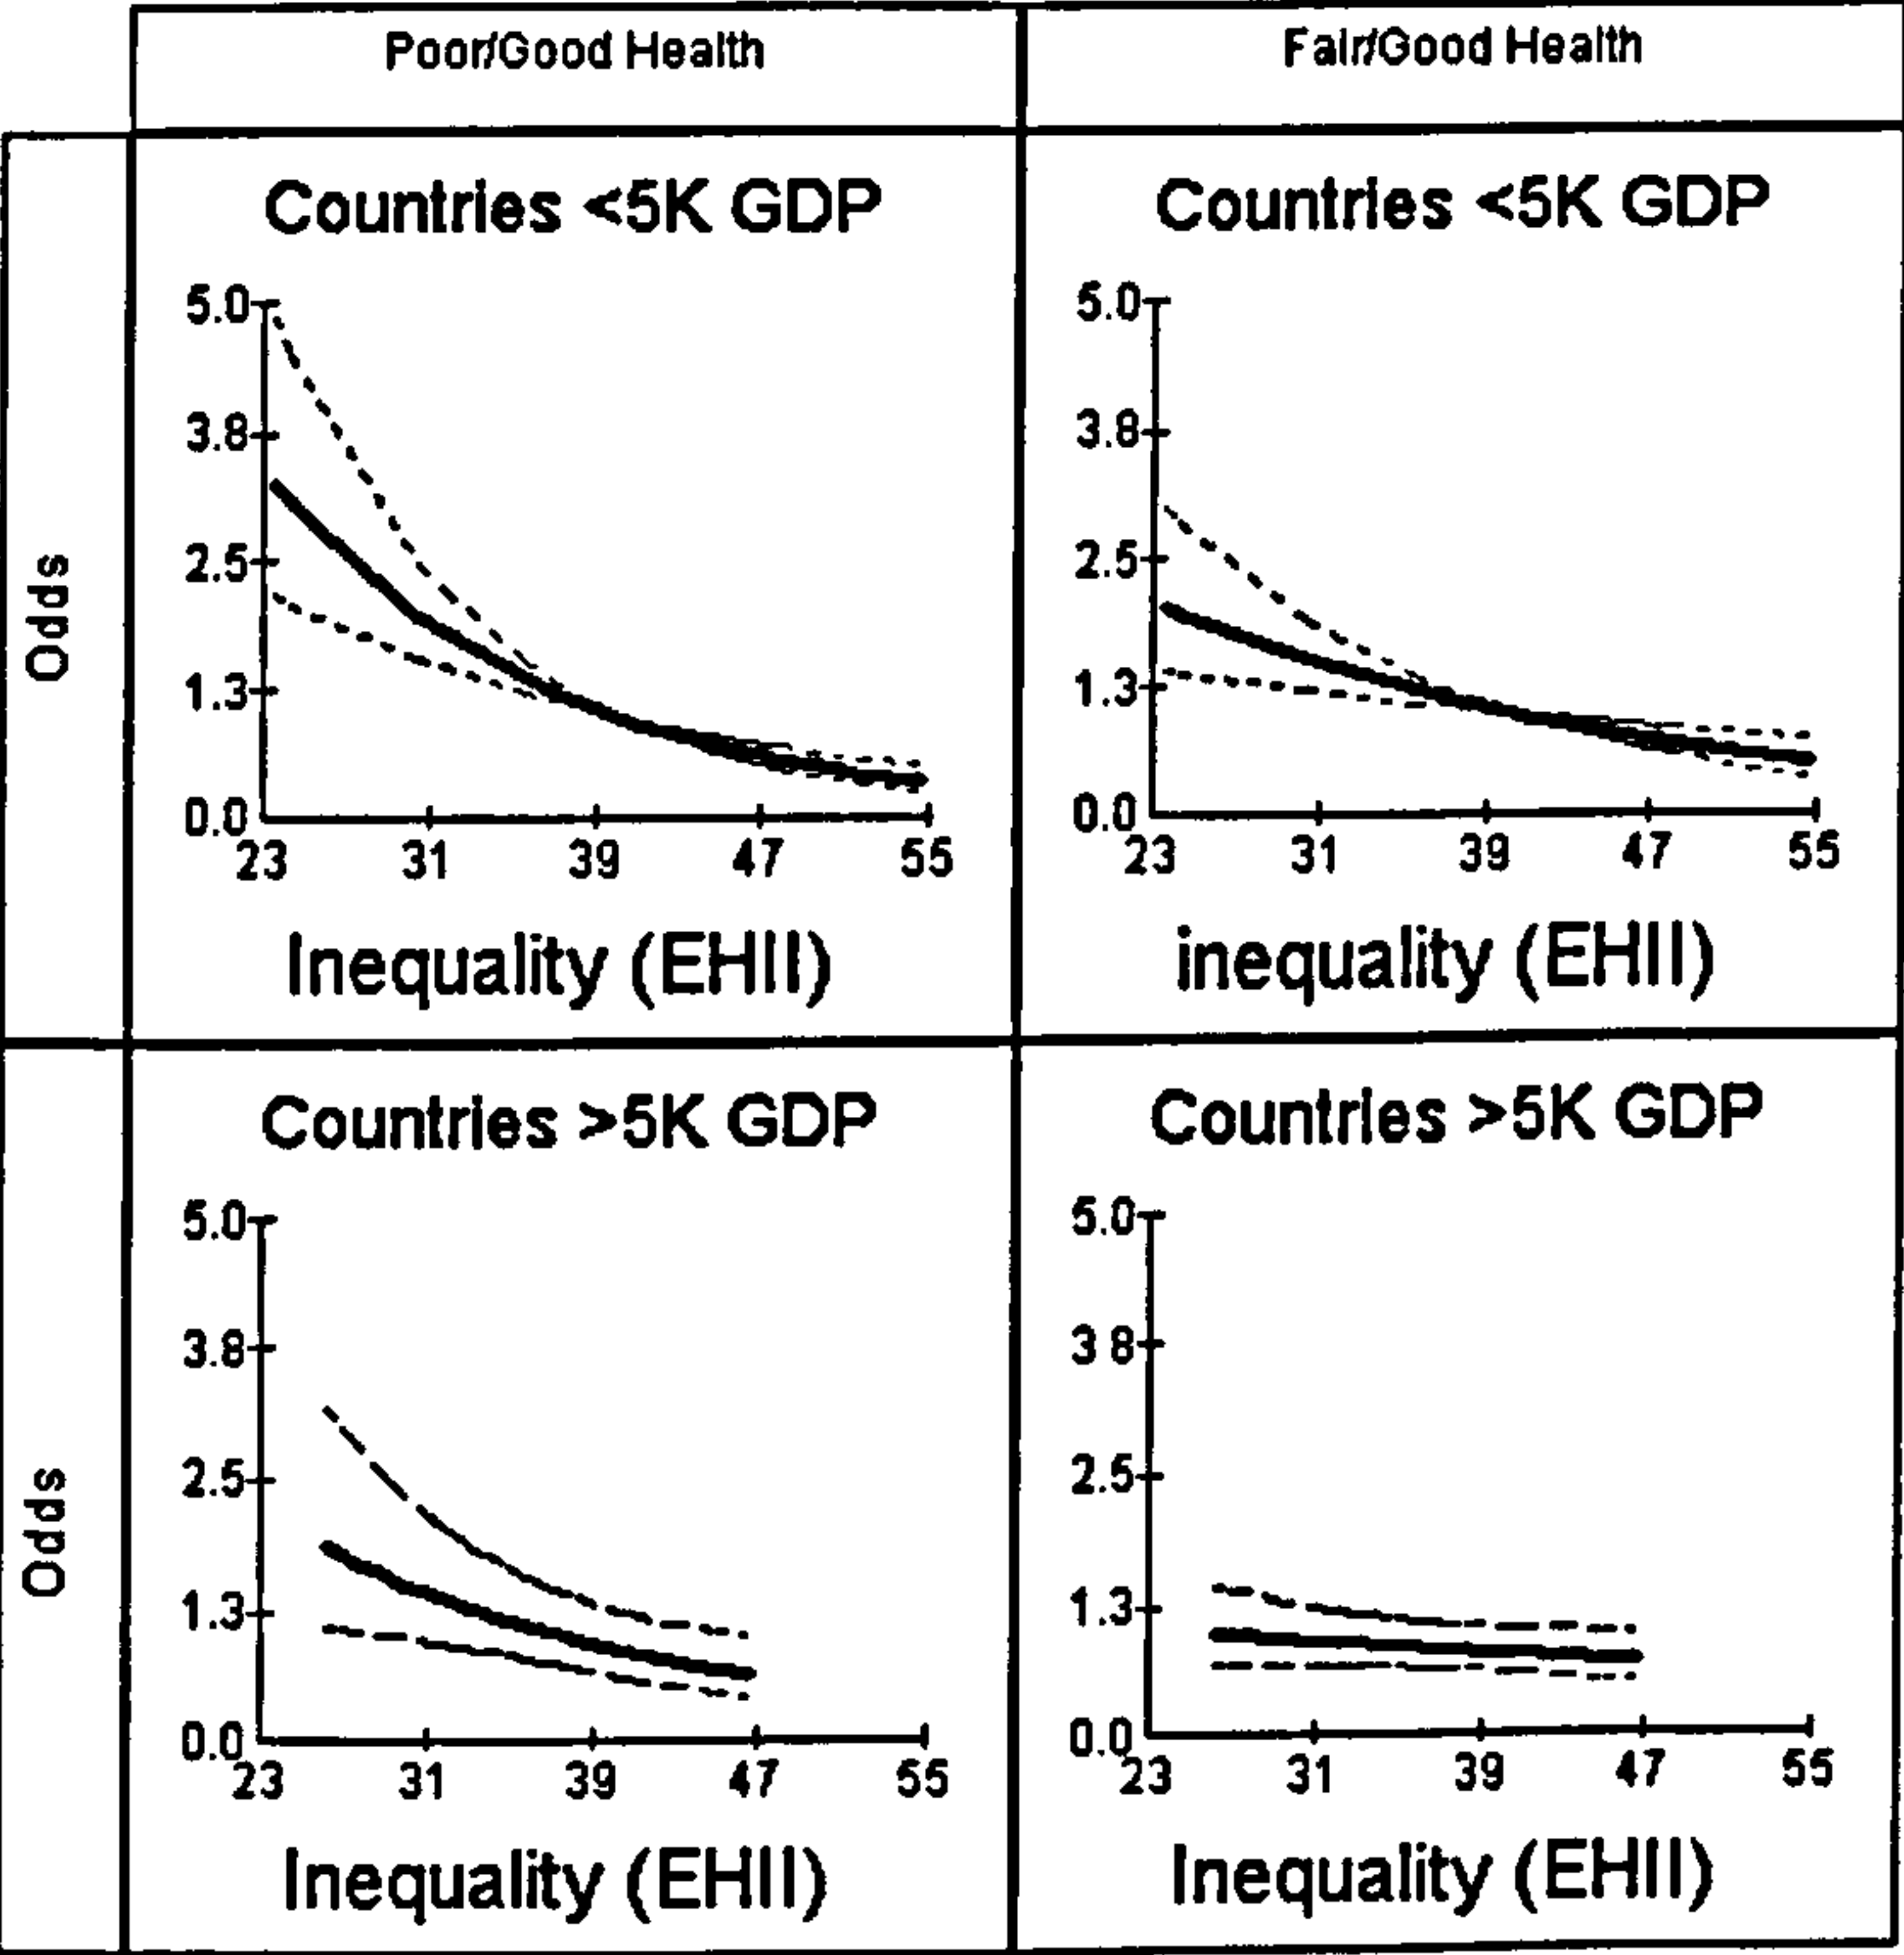 Poor/Good Health
Fair/Good Health
Odds
Countries <5K GDP
5.0
3.8
2.5
1.3
0.0
23 31 39 47 55
Inequality (EHII)
Countries <5K GDP
5.0
3.8
2.5
1.3
0.0
23 31 39 47 55
inequality (EHII)
Odds
Countries >5K GDP
5.0
3.8
2.5
1.3
0.0
23 31 39 47 55
Inequality (EHII)
Countries >5K GDP
5.0
3 8
2.5
1.3
0.0
23 31 39 47 55
Inequality (EHII)